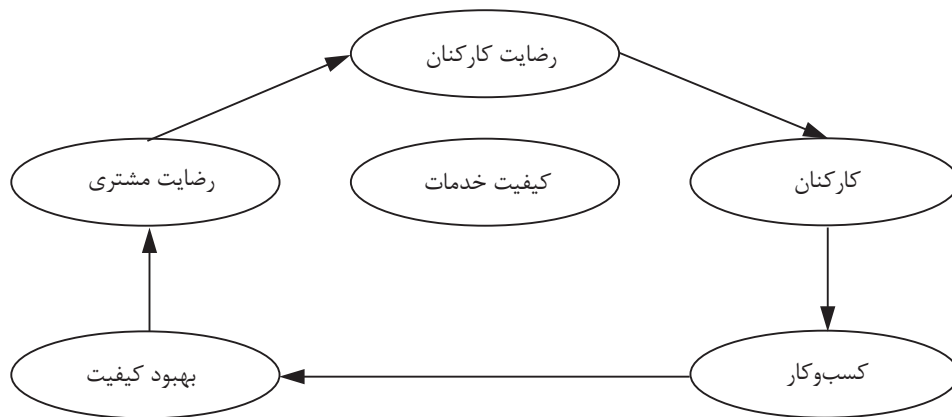 رضایت کارکنان
کارکنان
کیفیت خدمات
رضایت مشتری
کسب‌وکار
بهبود کیفیت